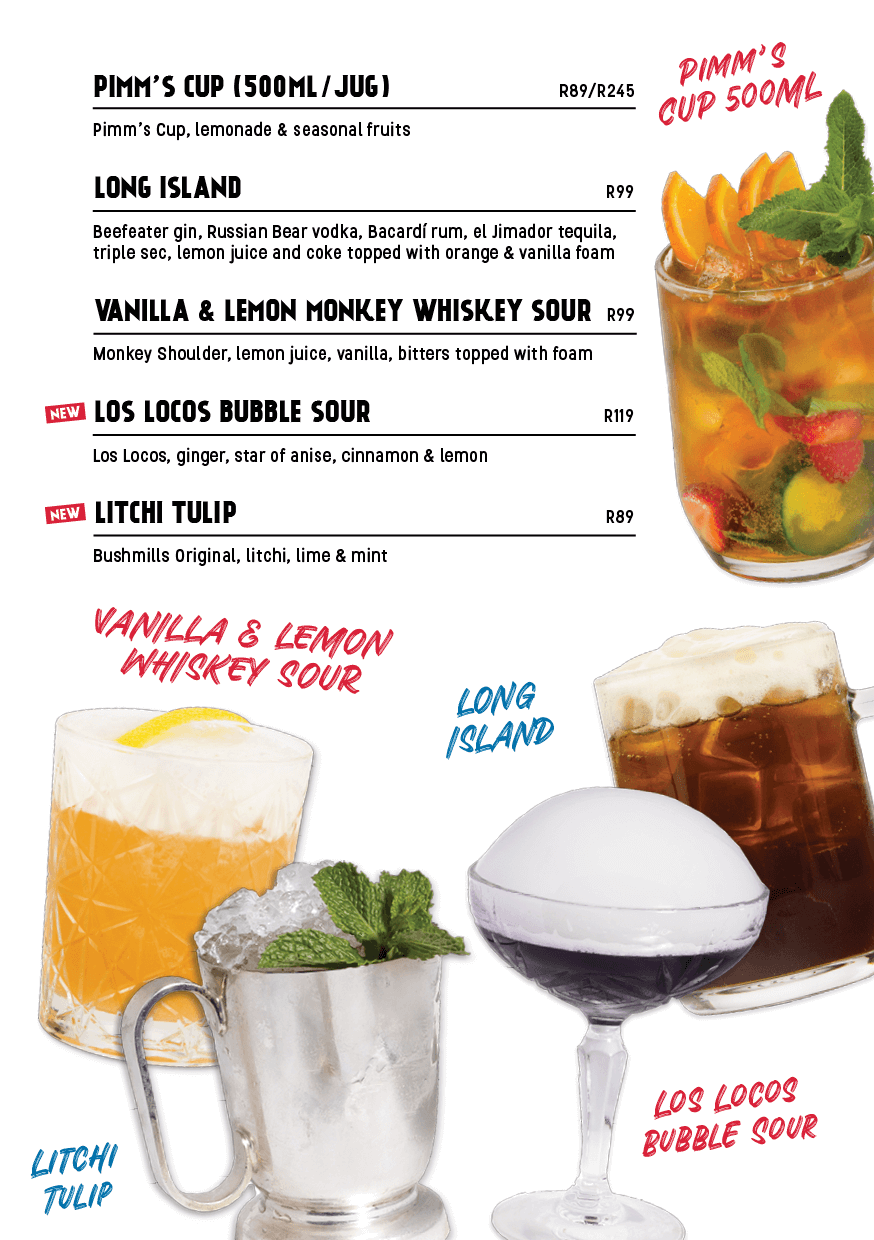 PIMM'S CUP (500ML/JUG) R89/R245
Pimm's Cup, lemonade & seasonal fruits
PIMM'S
CUP 500ML
LONG ISLAND R99
Beefeater gin, Russian Bear vodka, Bacardí rum, el Jimador tequila,
triple sec, lemon juice and coke topped with orange & vanilla foam
VANILLA & LEMON MONKEY WHISKEY SOUR R99
Monkey Shoulder, lemon juice, vanilla, bitters topped with foam
NEW LOS LOCOS BUBBLE SOUR R119
Los Locos, ginger, star of anise, cinnamon & lemon
NEW LITCHI TULIP R89
Bushmills Original, litchi, lime & mint
VANILLA & LEMON
WHISKEY SOUR
LONG
ISLAND
LOS LOCOS
BUBBLE SOUR
LITCHI
TULIP